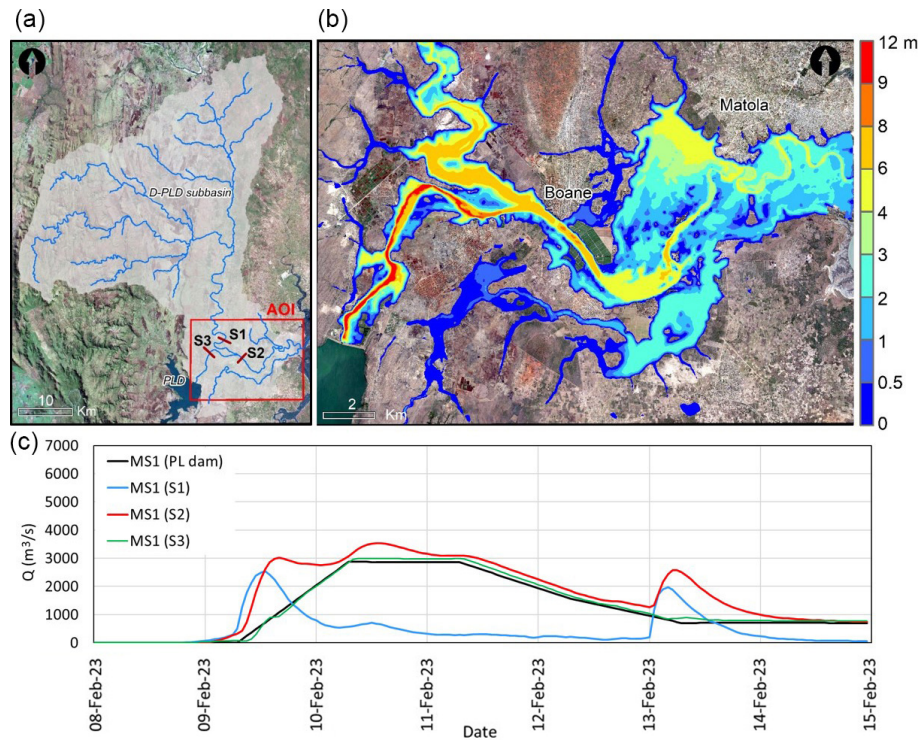 (a)
(b)
D-PLD subbasin
AOI
S3
S1
S2
PLD
10
Km
Matola
Boane
2
Km
12 m
9
6
4
3
2
1
0.5
0
(c)
7000
6000
5000
4000
3000
2000
1000
0
Q (m³/s)
MS1 (PL dam)
MS1 (S1)
MS1 (S2)
MS1 (S3)
08-Feb-23
09-Feb-23
10-Feb-23
11-Feb-23
12-Feb-23
13-Feb-23
14-Feb-23
15-Feb-23
Date